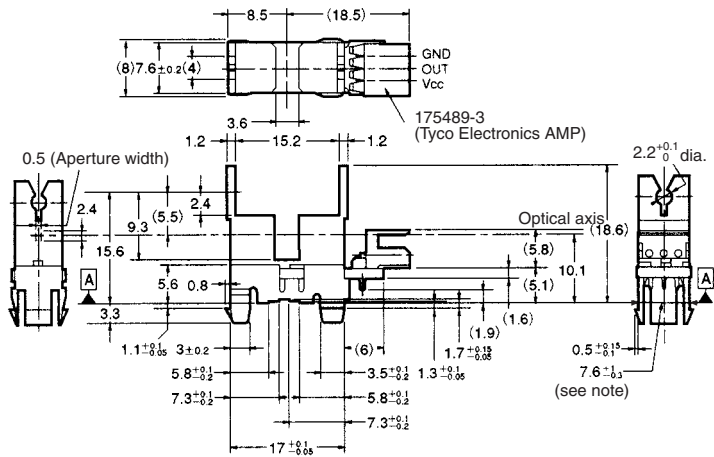 8.5 (18.5)
(8) 7.6±0.2 (4)
GND
OUT
Vcc
3.6
175489-3
(Tyco Electronics AMP)
1.2 15.2 1.2
0.5 (Aperture width)
2.2 +0.1 0 dia.
2.4
15.6
9.3
(5.5)
2.4
Optical axis
(18.6)
(5.8)
10.1
(5.1)
A
5.6
0.8
3.3
A
(1.6)
(1.9)
1.1 +0.1 -0.05
3±0.2
(6)
1.7 +0.15 -0.05
1.3 +0.1 -0.05
0.5 +0.15 -0.1
7.6 +1 -0.3
(see note)
5.8 +0.1 -0.2
3.5 +0.1 -0.2
7.3 +0.1 -0.2
5.8 +0.1 -0.2
7.3 +0.1 -0.2
17 +0.1 -0.05